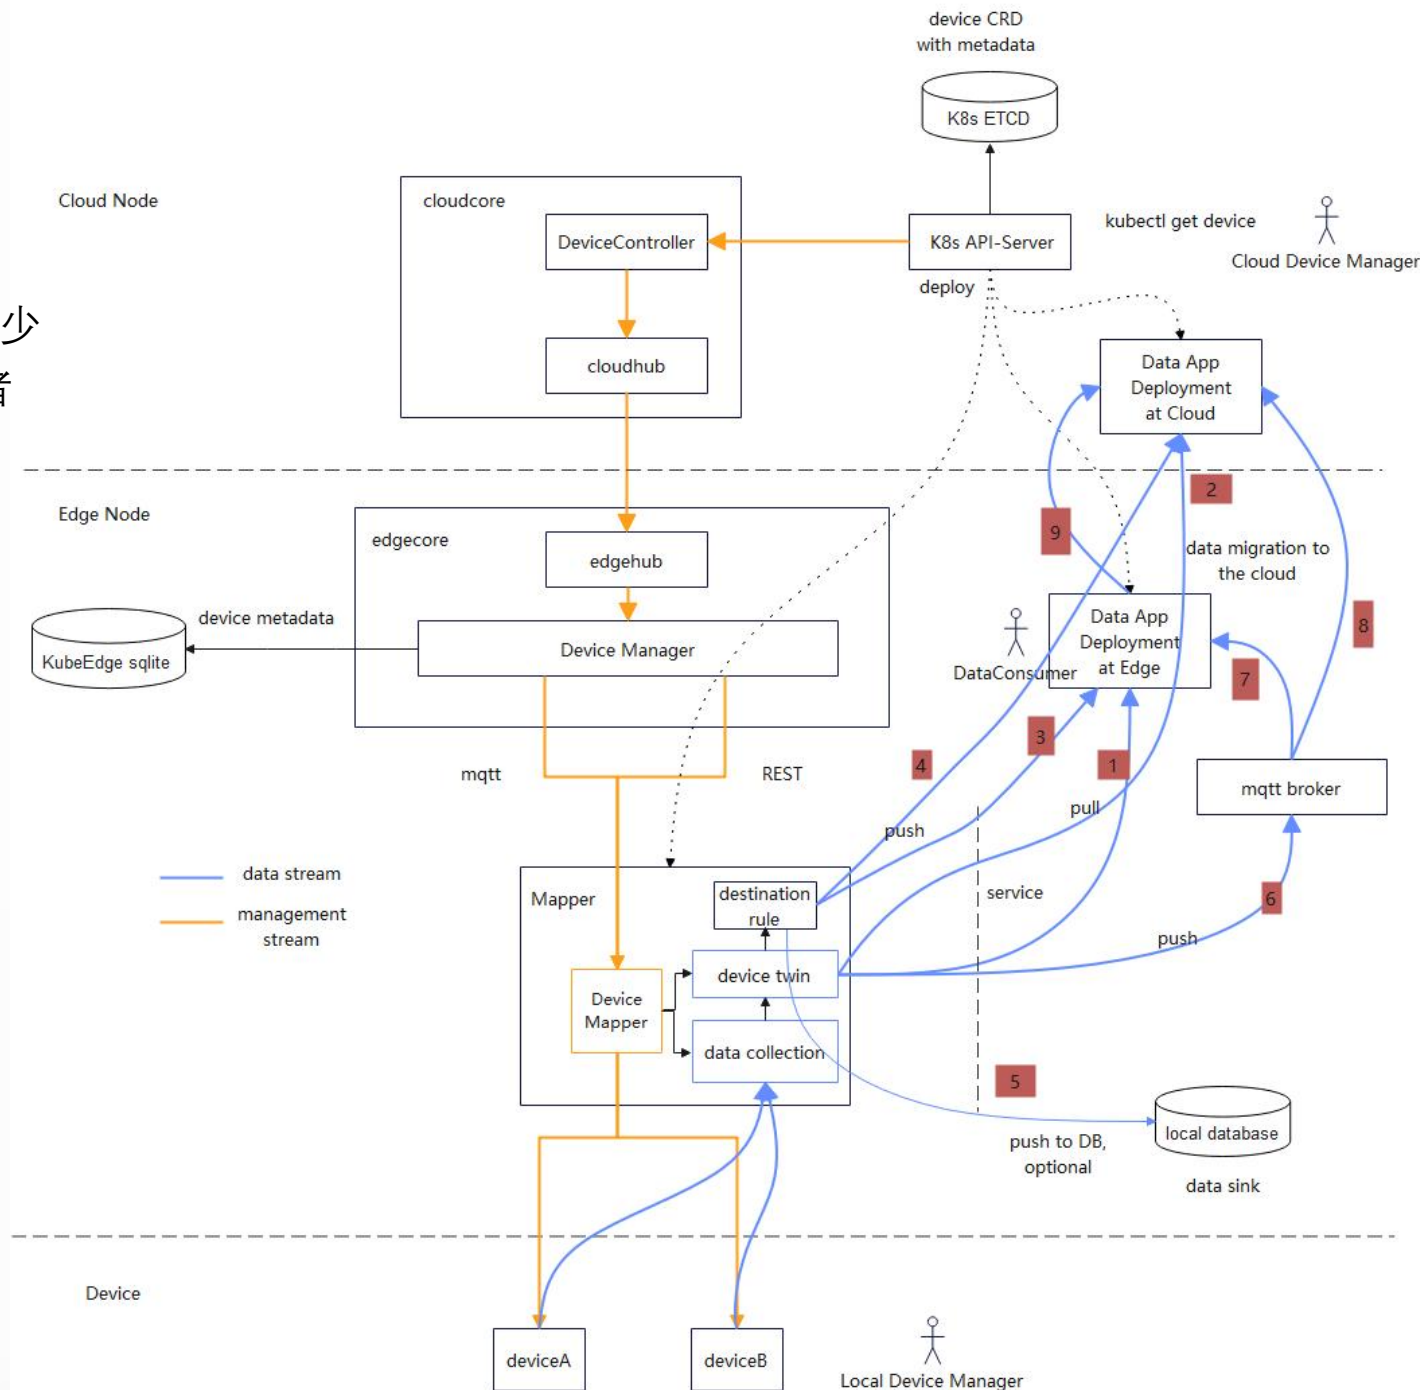 device CRD
with metadata
K8s ETCD
Cloud Node
cloudcore
DeviceController
K8s API-Server
kubectl get device
Cloud Device Manager
deploy
少
cloudhub
Data App
Deployment
at Cloud
2
Edge Node
edgecore
9
edgehub
data migration to
the cloud
device metadata
KubeEdge sqlite
Device Manager
Data App
Deployment
at Edge
DataConsumer
8
7
3
4
1
mqtt
REST
mqtt broker
pull
push
data stream
management
stream
Mapper
destination
rule
service
6
push
device twin
Device
Mapper
data collection
5
local database
push to DB,
optional
data sink
Device
deviceA
deviceB
Local Device Manager